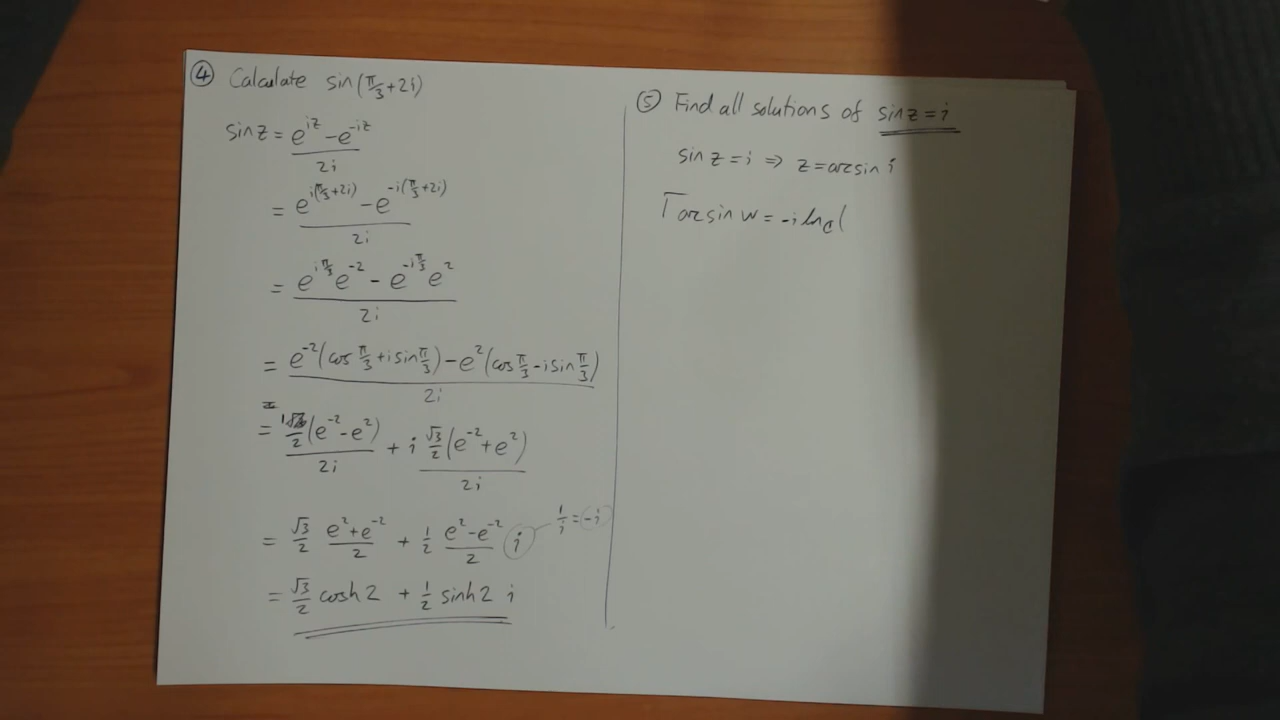 ④ Calculate sin(π/3+2i)
sin z = (e^{iz} − e^{-iz})/2i
= (e^{i(π/3+2i)} − e^{-i(π/3+2i)})/2i
= (e^{iπ/3} e^{-2} − e^{-iπ/3} e^{2})/2i
= (e^{-2}(cos π/3 + i sin π/3) − e^{2}(cos π/3 − i sin π/3))/2i
= (1/2 (e^{-2} − e^{2}))/2i + i (√3/2 (e^{-2} + e^{2}))/2i
= √3/2 (e^{2}+e^{-2})/2 + 1/2 (e^{2}−e^{-2})/2 i
1/i = -i
= √3/2 cosh 2 + 1/2 sinh 2 i
⑤ Find all solutions of sin z = i
sin z = i ⇒ z = arcsin i
⎡ arcsin w = -i ln_ℂ(